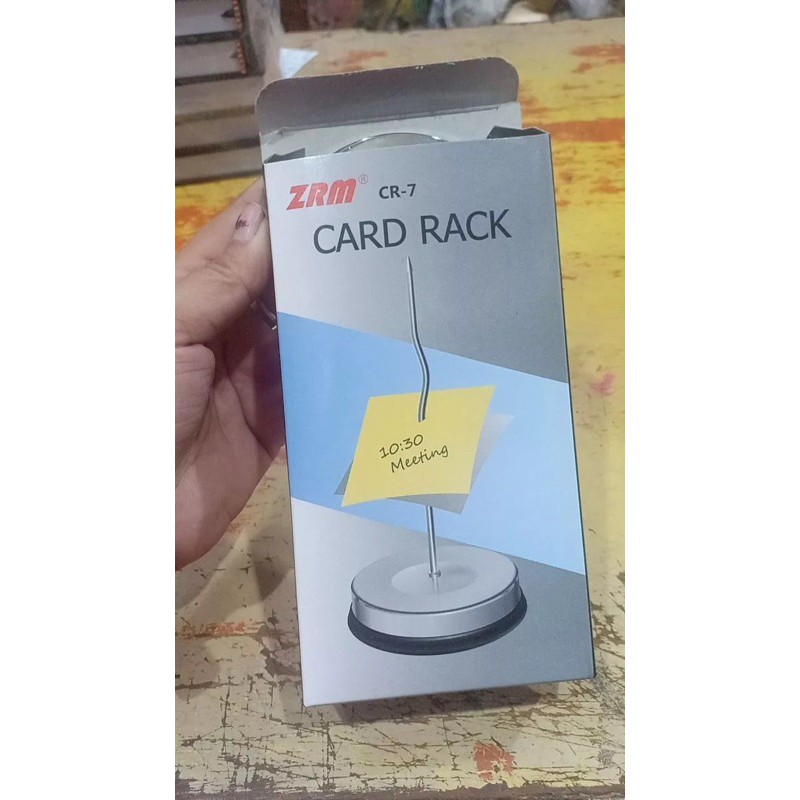 ZRM® CR-7
CARD RACK
10:30
Meeting